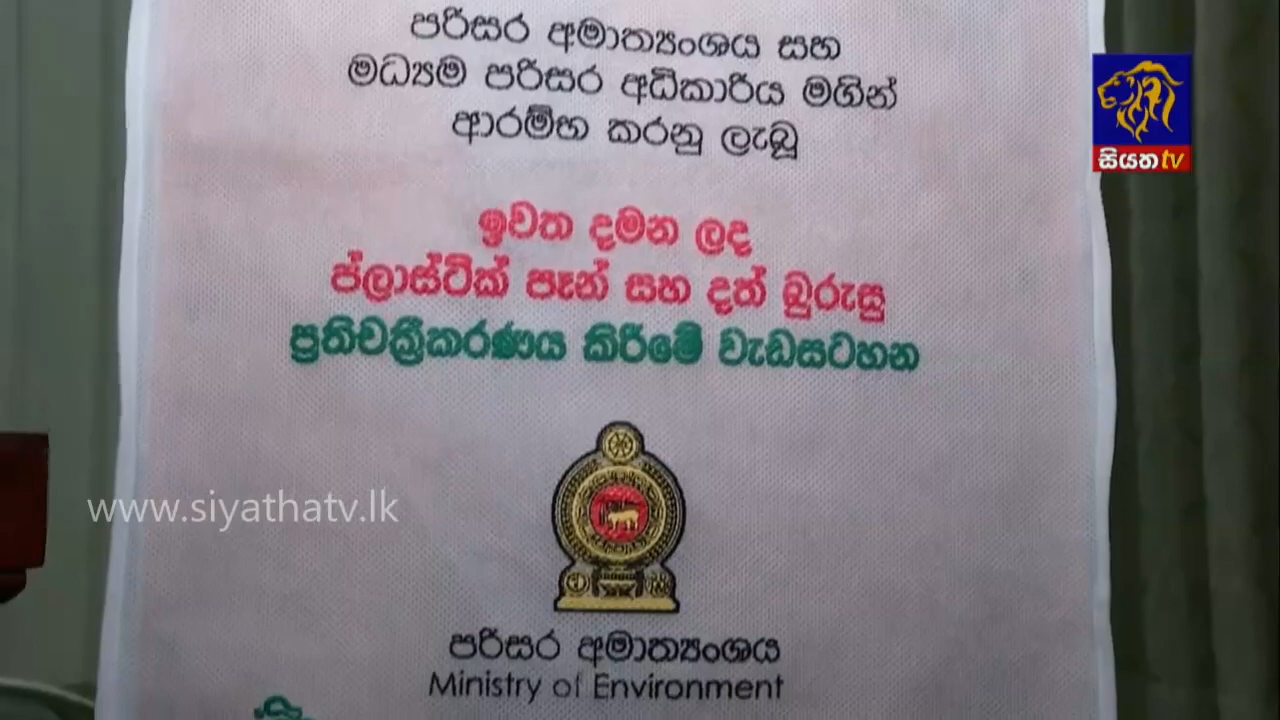 පරිසර අමාත්‍යංශය සහ
මධ්‍යම පරිසර අධිකාරිය මගින්
ආරම්භ කරනු ලැබූ
සියත tv
ඉවත දමන ලද
ප්ලාස්ටික් පෑන් සහ දත් බුරුසු
ප්‍රතිචක්‍රීකරණය කිරීමේ වැඩසටහන
www.siyathatv.lk
පරිසර අමාත්‍යංශය
Ministry of Environment